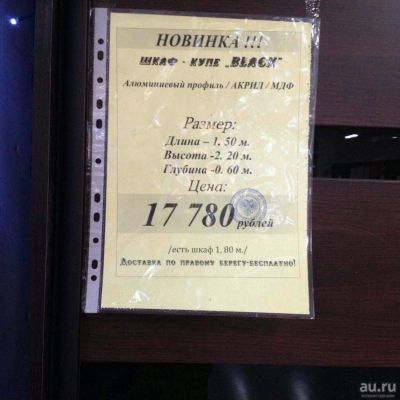 НОВИНКА !!!
ШКАФ - КУПЕ „BLACK"
Алюминиевый профиль / АКРИЛ / МДФ
Размер:
Длина – 1. 50 м.
Высота -2. 20 м.
Глубина -0. 60 м.
Цена:
17 780 рублей
/есть шкаф 1, 80 м./
Доставка по правому берегу-бесплатно!
au.ru